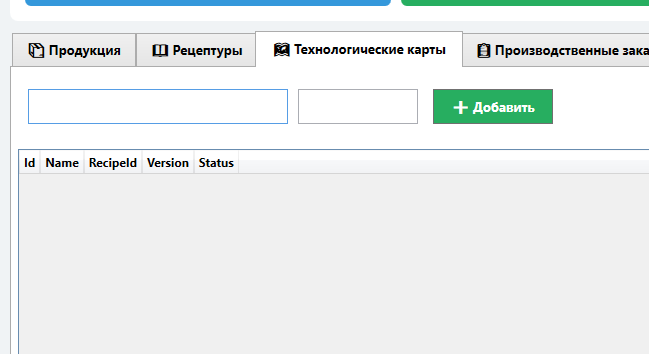 Продукция Рецептуры Технологические карты Производственные зака
Добавить
Id Name RecipeId Version Status